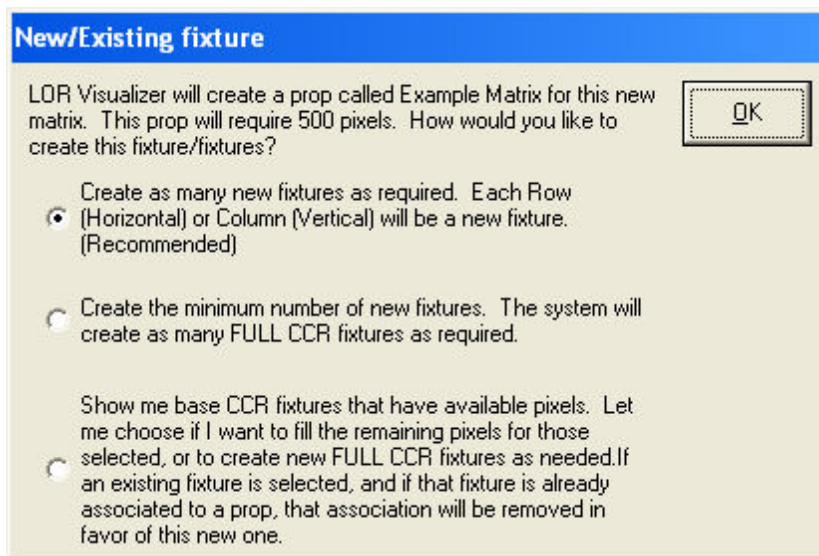 New/Existing fixture
LOR Visualizer will create a prop called Example Matrix for this new
matrix.  This prop will require 500 pixels.  How would you like to
create this fixture/fixtures?
OK
Create as many new fixtures as required.  Each Row
(Horizontal) or Column (Vertical) will be a new fixture.
(Recommended)
Create the minimum number of new fixtures.  The system will
create as many FULL CCR fixtures as required.
Show me base CCR fixtures that have available pixels.  Let
me choose if I want to fill the remaining pixels for those
selected, or to create new FULL CCR fixtures as needed.If
an existing fixture is selected, and if that fixture is already
associated to a prop, that association will be removed in
favor of this new one.